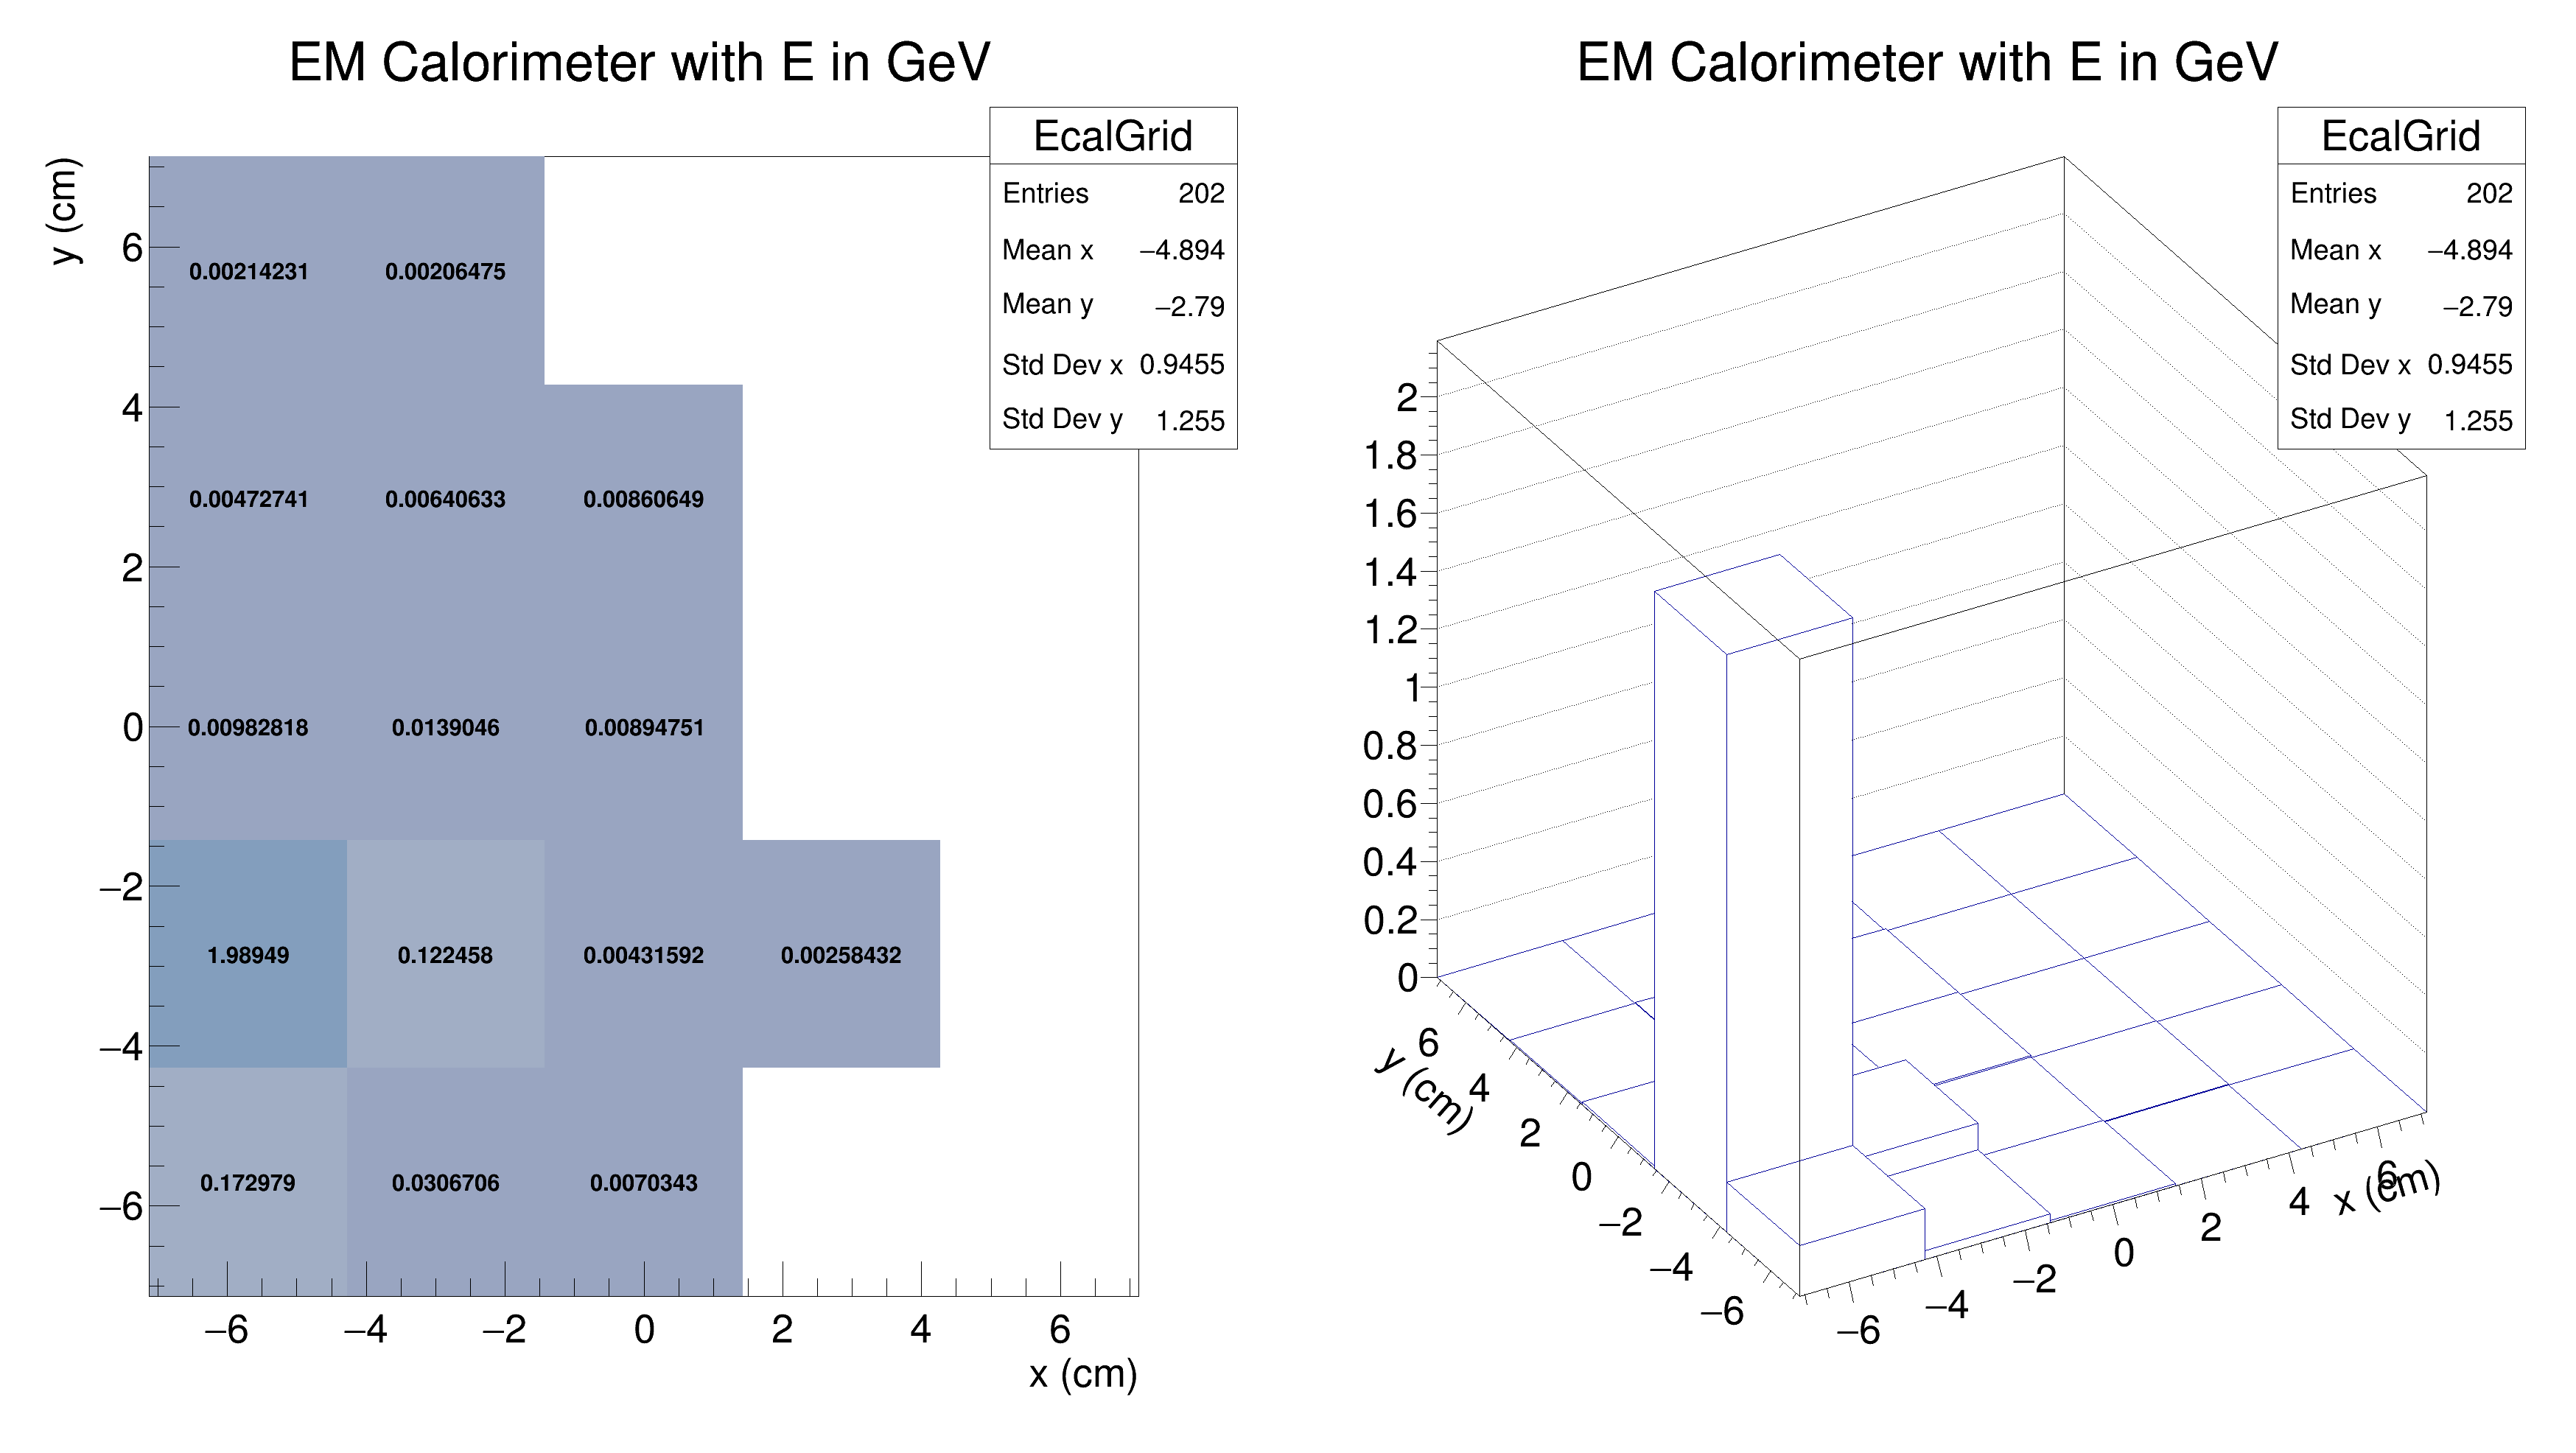 EM Calorimeter with E in GeV
EcalGrid
Entries 202
Mean x −4.894
Mean y −2.79
Std Dev x 0.9455
Std Dev y 1.255
y (cm)
6
4
2
0
−2
−4
−6
0.00214231 0.00206475
0.00472741 0.00640633 0.00860649
0.00982818 0.0139046 0.00894751
1.98949 0.122458 0.00431592 0.00258432
0.172979 0.0306706 0.0070343
−6 −4 −2 0 2 4 6
x (cm)
EM Calorimeter with E in GeV
EcalGrid
Entries 202
Mean x −4.894
Mean y −2.79
Std Dev x 0.9455
Std Dev y 1.255
2
1.8
1.6
1.4
1.2
1
0.8
0.6
0.4
0.2
0
y (cm)
6
4
2
0
−2
−4
−6
−6 −4 −2 0 2 4 6
x (cm)